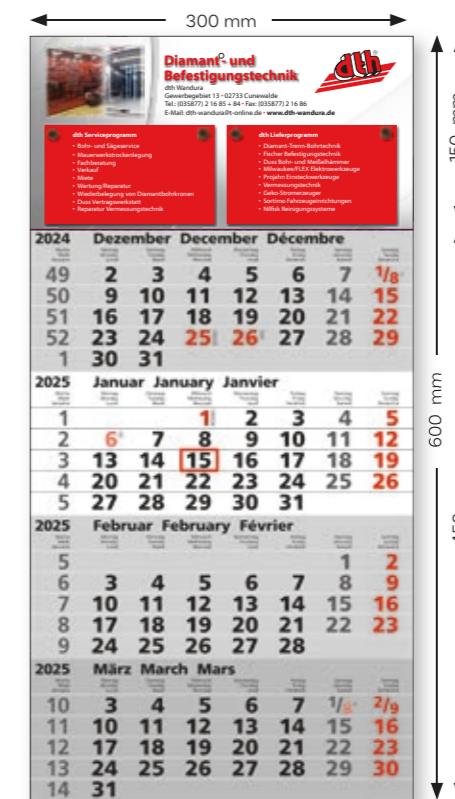 300 mm
Diamant- und
Befestigungstechnik
dth
dth Wandura
Gewerbegebiet 13 • 02733 Cunewalde
Tel.: (035877) 2 16 85 + 84 • Fax: (035877) 2 16 86
E-Mail: dth-wandura@t-online.de • www.dth-wandura.de
dth Serviceprogramm
• Bohr- und Sägeservice
• Mauerwerkstrockenlegung
• Fachberatung
• Verkauf
• Miete
• Wartung/Reparatur
• Wiederbelegung von Diamantbohrkronen
• Duss Vertragswerkstatt
• Reparatur Vermessungstechnik
dth Lieferprogramm
• Diamant-Trenn-Bohrtechnik
• Fischer Befestigungstechnik
• Duss Bohr- und Meißelhämmer
• Milwaukee/FLEX Elektrowerkzeuge
• Projahn Einsteckwerkzeuge
• Vermessungstechnik
• Geko-Stromerzeuger
• Sortimo Fahrzeugeinrichtungen
• Nilfisk Reinigungssysteme
2024 Dezember December Décembre
49 2 3 4 5 6 7 1/8
50 9 10 11 12 13 14 15
51 16 17 18 19 20 21 22
52 23 24 25 26 27 28 29
1 30 31
2025 Januar January Janvier
1 1 2 3 4 5
2 6 7 8 9 10 11 12
3 13 14 15 16 17 18 19
4 20 21 22 23 24 25 26
5 27 28 29 30 31
2025 Februar February Février
5 1 2
6 3 4 5 6 7 8 9
7 10 11 12 13 14 15 16
8 17 18 19 20 21 22 23
9 24 25 26 27 28
2025 März March Mars
10 3 4 5 6 7 1/8 2/9
11 10 11 12 13 14 15 16
12 17 18 19 20 21 22 23
13 24 25 26 27 28 29 30
14 31
600 mm